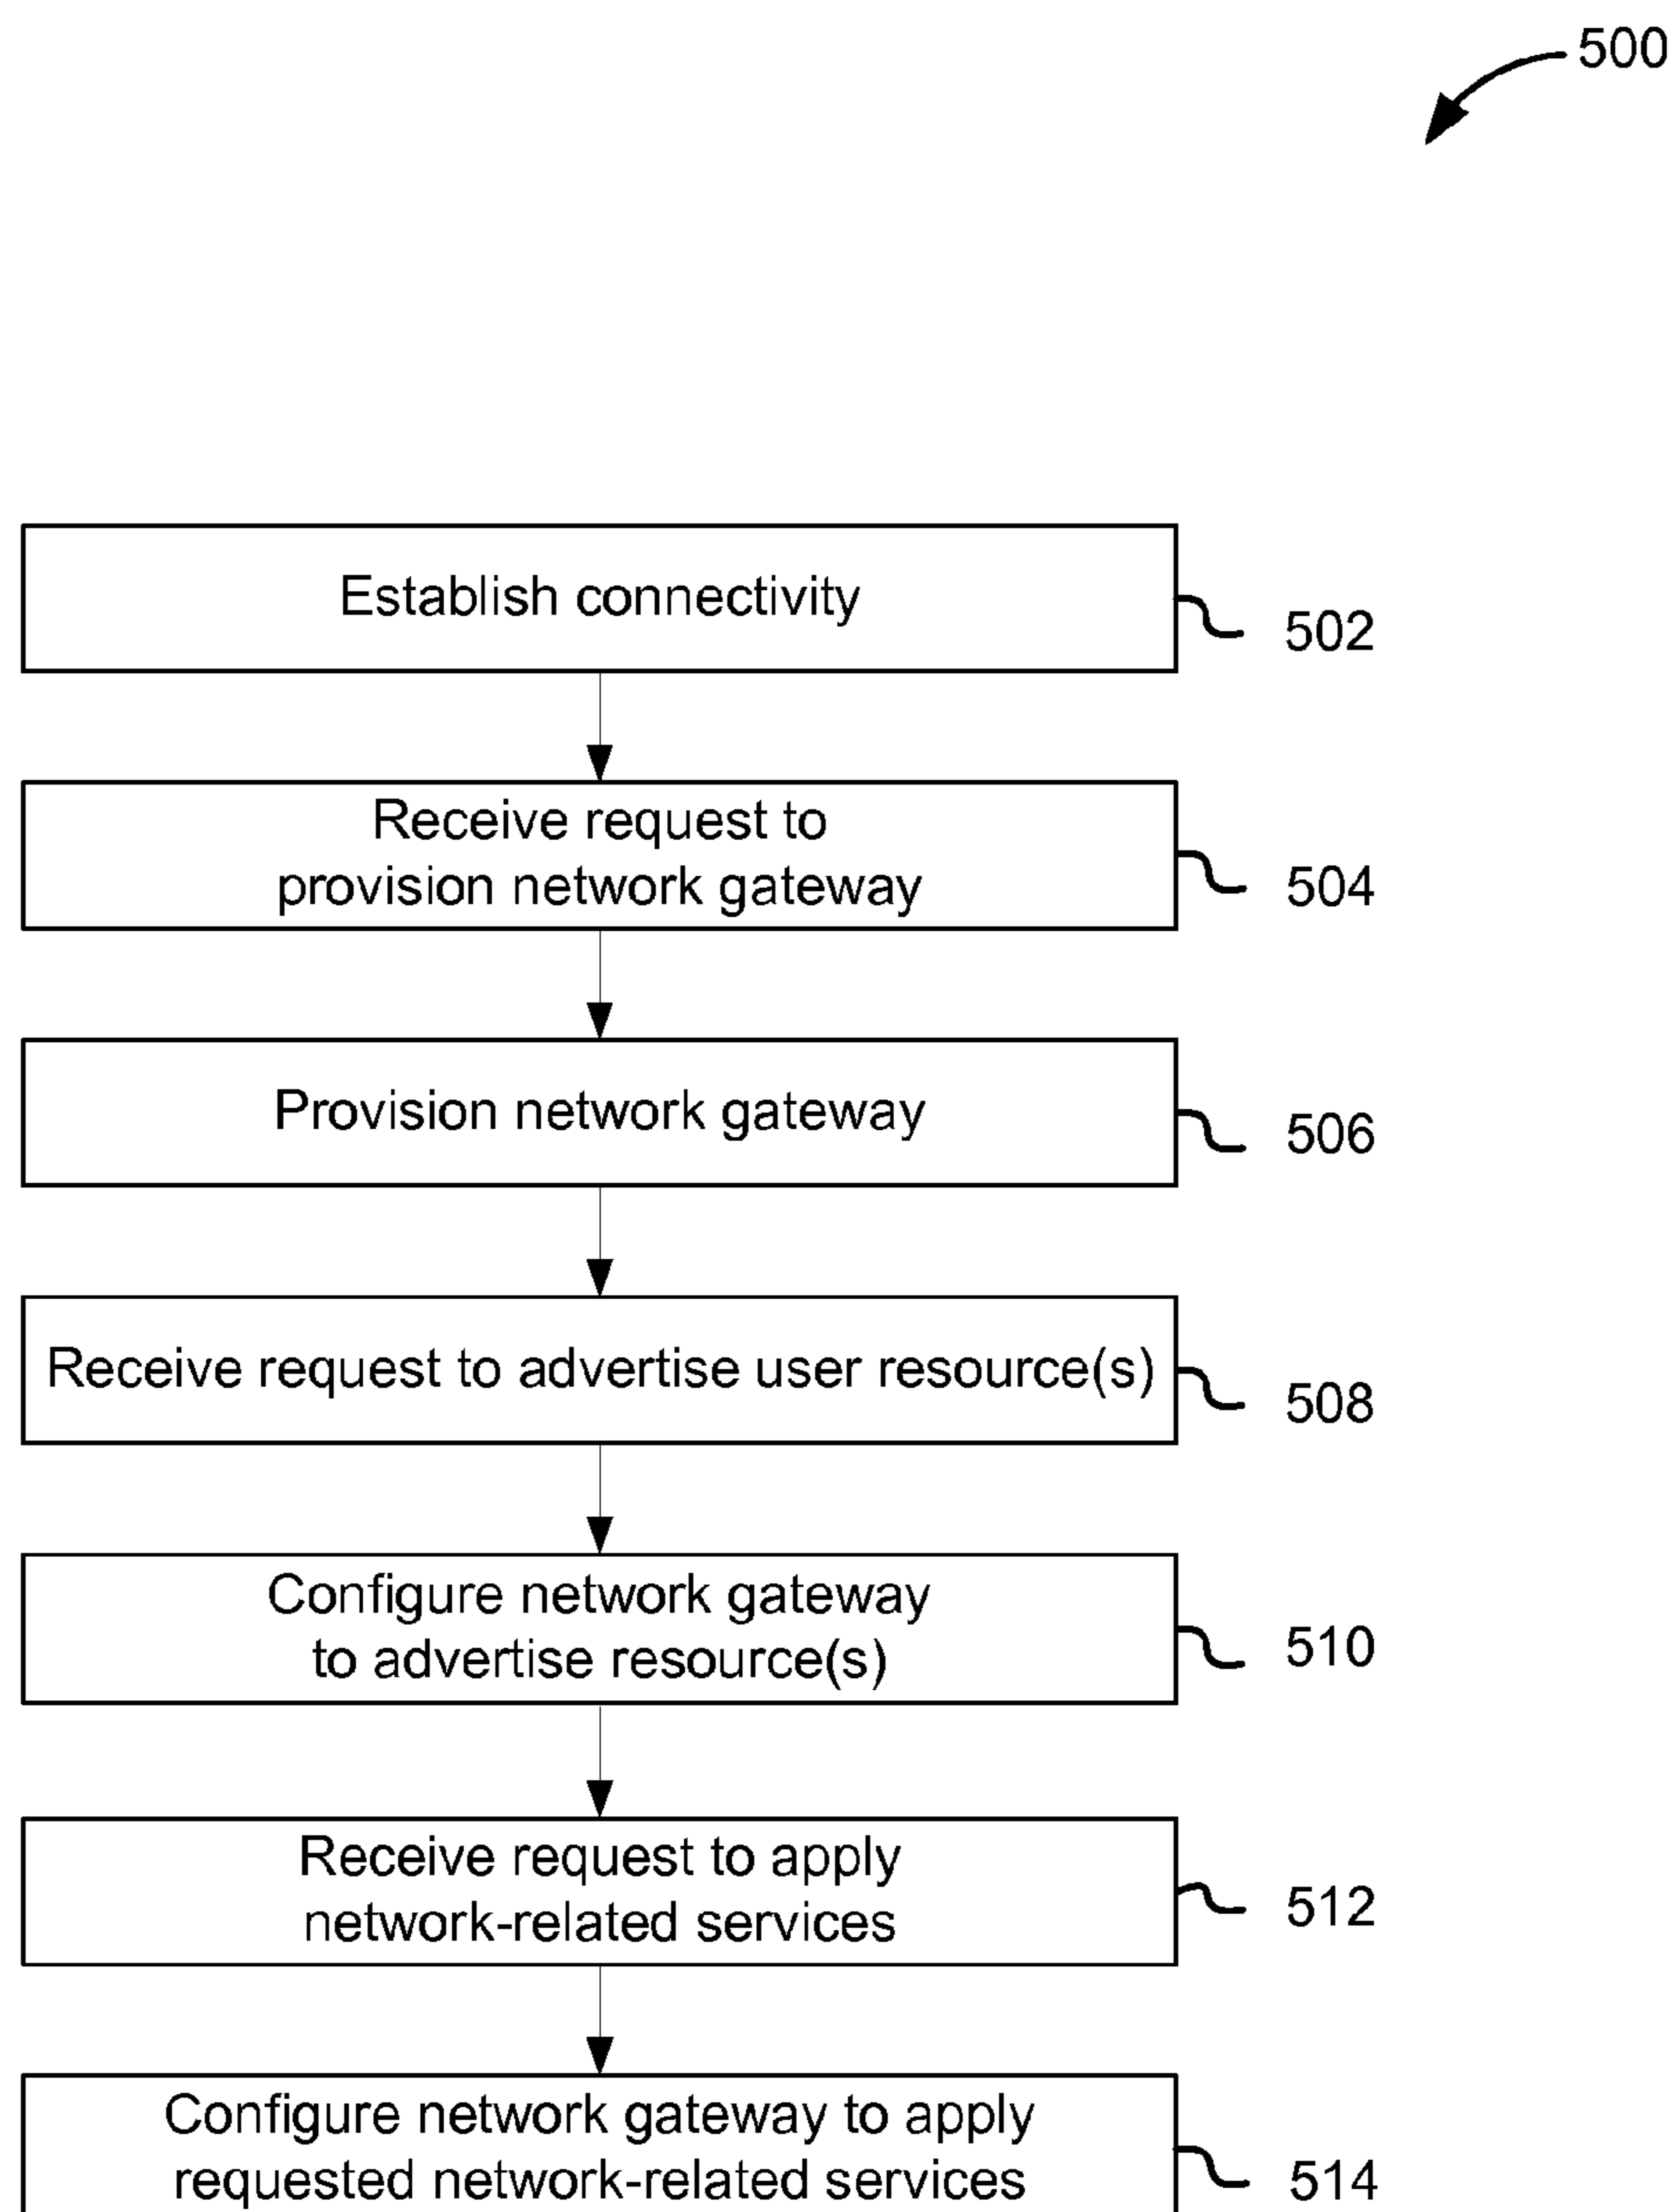 500
Establish connectivity
502
Receive request to
provision network gateway
504
Provision network gateway
506
Receive request to advertise user resource(s)
508
Configure network gateway
to advertise resource(s)
510
Receive request to apply
network-related services
512
Configure network gateway to apply
requested network-related services
514